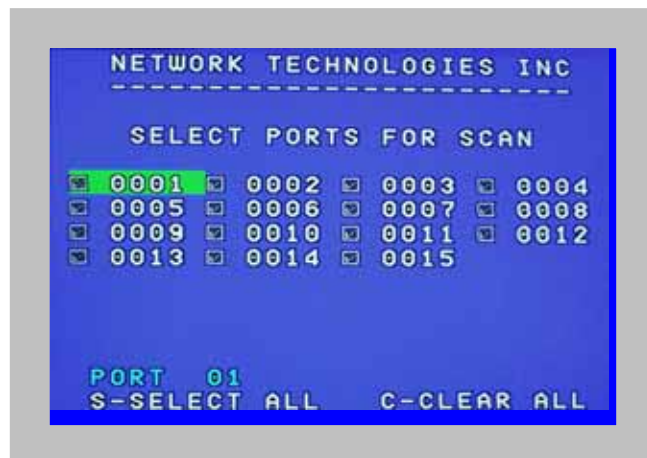 NETWORK TECHNOLOGIES INC
----------------------------
SELECT PORTS FOR SCAN
0001 0002 0003 0004
0005 0006 0007 0008
0009 0010 0011 0012
0013 0014 0015
PORT 01
S-SELECT ALL C-CLEAR ALL